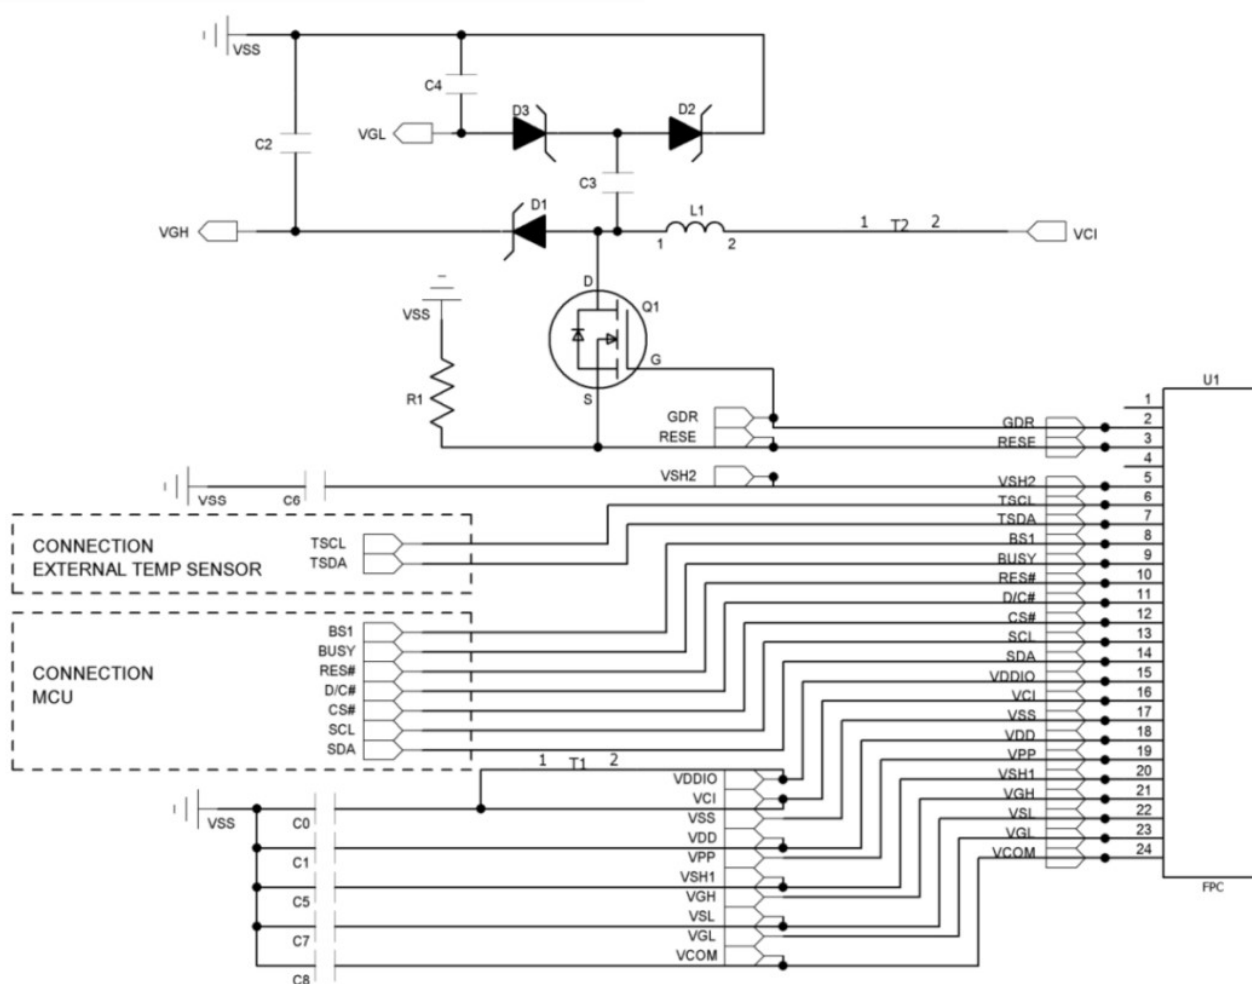 VSS
C4
D3
D2
VGL
C2
C3
D1
L1
1 T2 2
VGH
1 2
VCI
D
VSS
Q1
G
R1
S
U1
1
GDR
GDR
2
RESE
RESE
3
4
VSH2
VSH2
5
VSS
C6
TSCL
6
CONNECTION
EXTERNAL TEMP SENSOR
TSCL
TSDA
TSDA
7
BS1
8
BUSY
9
RES#
10
D/C#
11
CS#
12
CONNECTION
MCU
BS1
BUSY
RES#
D/C#
CS#
SCL
SDA
SCL
13
SDA
14
VDDIO
15
VCI
16
VSS
17
VDD
18
VPP
19
VSH1
20
VGH
21
VSL
22
VGL
23
VCOM
24
1 T1 2
VDDIO
VCI
VSS
VDD
VPP
VSH1
VGH
VSL
VGL
VCOM
VSS
C0
C1
C5
C7
C8
FPC